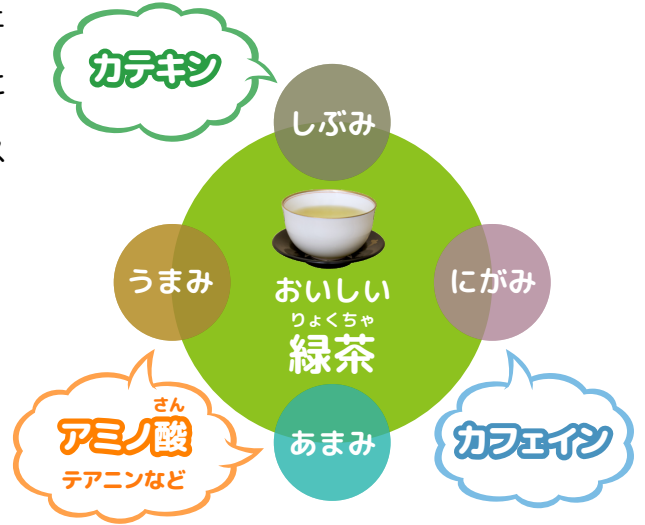 カテキン
しぶみ
うまみ
にがみ
おいしい
りょくちゃ
緑茶
さん
アミノ酸
テアニンなど
あまみ
カフェイン